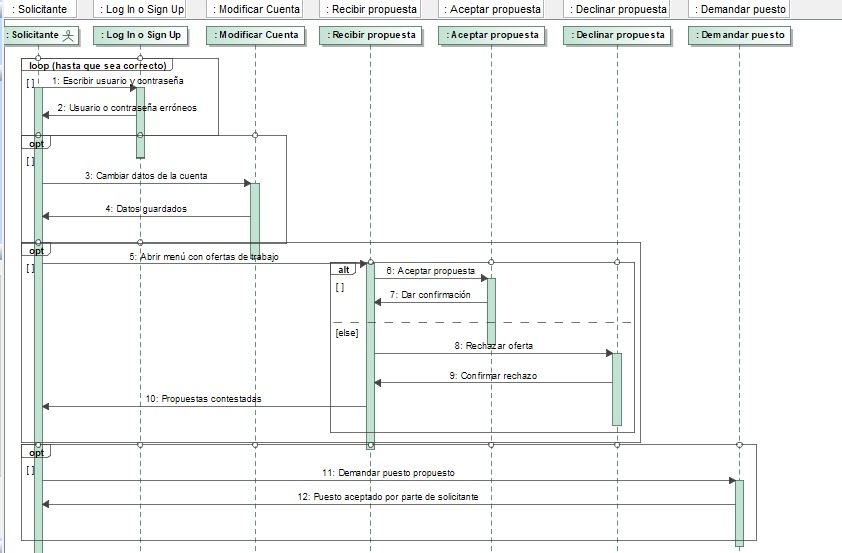 : Solicitante : Log In o Sign Up : Modificar Cuenta : Recibir propuesta : Aceptar propuesta : Declinar propuesta : Demandar puesto
: Solicitante : Log In o Sign Up : Modificar Cuenta : Recibir propuesta : Aceptar propuesta : Declinar propuesta : Demandar puesto
loop (hasta que sea correcto)
[ ] 1: Escribir usuario y contraseña
2: Usuario o contraseña erróneos
opt
[ ]
3: Cambiar datos de la cuenta
4: Datos guardados
opt
5: Abrir menú con ofertas de trabajo
[ ]
alt
6: Aceptar propuesta
[ ]
7: Dar confirmación
[else]
8: Rechazar oferta
9: Confirmar rechazo
10: Propuestas contestadas
opt
[ ]
11: Demandar puesto propuesto
12: Puesto aceptado por parte de solicitante